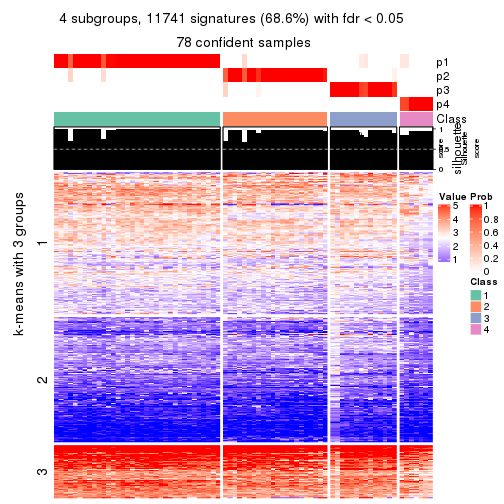 4 subgroups, 11741 signatures (68.6%) with fdr < 0.05
78 confident samples
p1
p2
p3
p4
Class
1
0.5
0
silhouette
Silhouette
score
k-means with 3 groups
1
2
3
Value
5
4
3
2
1
Prob
1
0.8
0.6
0.4
0.2
0
Class
1
2
3
4